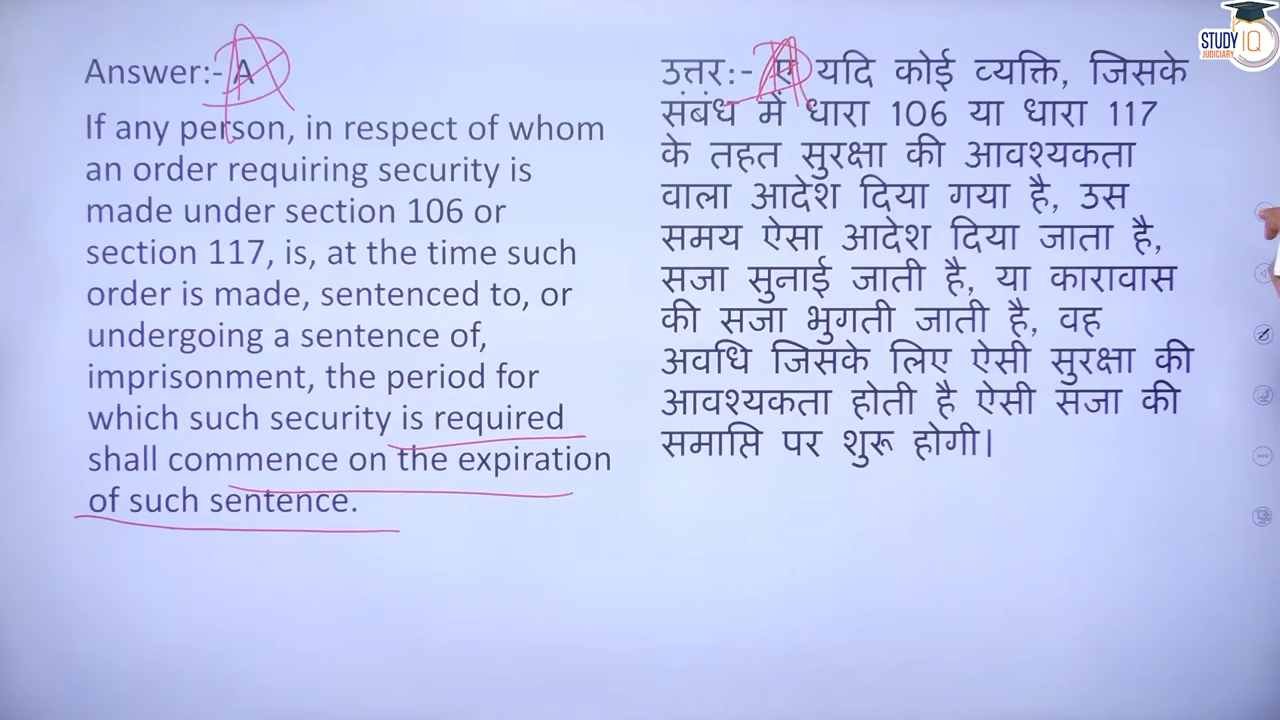 STUDY IQ
JUDICIARY
Answer:- A
If any person, in respect of whom
an order requiring security is
made under section 106 or
section 117, is, at the time such
order is made, sentenced to, or
undergoing a sentence of,
imprisonment, the period for
which such security is required
shall commence on the expiration
of such sentence.
उत्तर:- ए यदि कोई व्यक्ति, जिसके
संबंध में धारा 106 या धारा 117
के तहत सुरक्षा की आवश्यकता
वाला आदेश दिया गया है, उस
समय ऐसा आदेश दिया जाता है,
सजा सुनाई जाती है, या कारावास
की सजा भुगती जाती है, वह
अवधि जिसके लिए ऐसी सुरक्षा की
आवश्यकता होती है ऐसी सजा की
समाप्ति पर शुरू होगी।